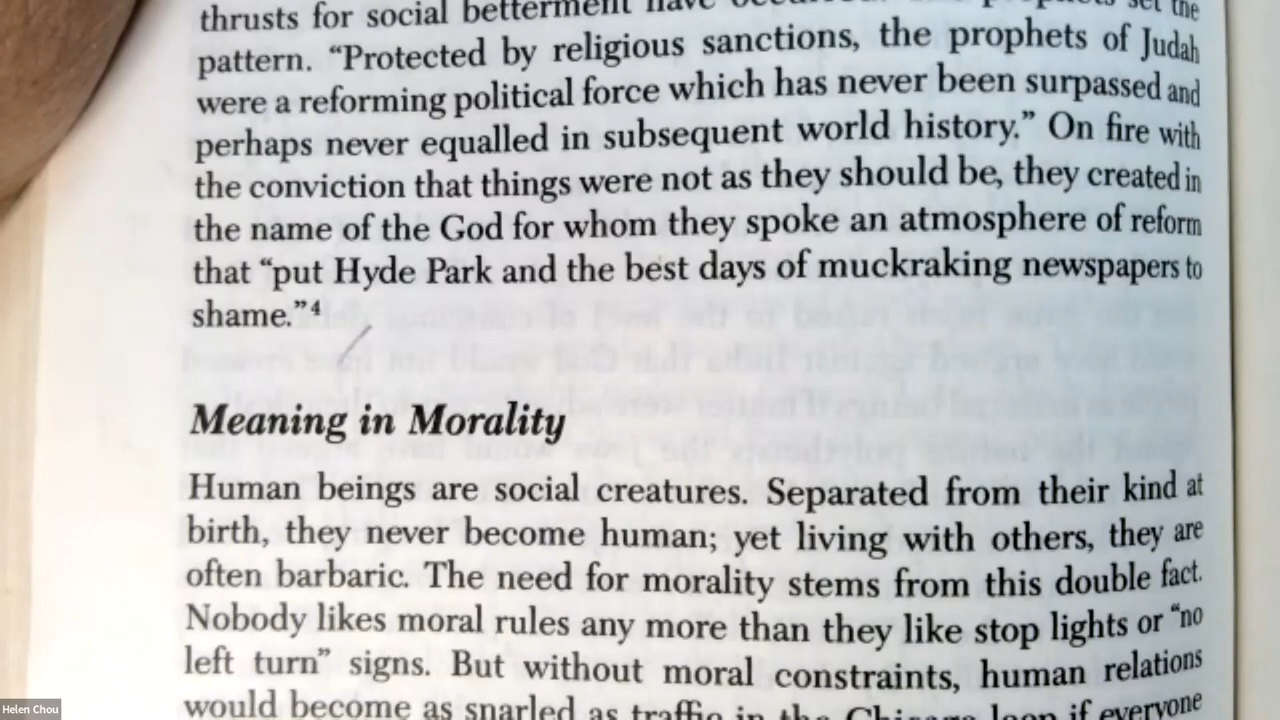 thrusts for social betterment have
set the
pattern. “Protected by religious sanctions, the prophets of Judah
were a reforming political force which has never been surpassed and
perhaps never equalled in subsequent world history.” On fire with
the conviction that things were not as they should be, they created in
the name of the God for whom they spoke an atmosphere of reform
that “put Hyde Park and the best days of muckraking newspapers to
shame.”4
Meaning in Morality
Human beings are social creatures. Separated from their kind at
birth, they never become human; yet living with others, they are
often barbaric. The need for morality stems from this double fact.
Nobody likes moral rules any more than they like stop lights or “no
left turn” signs. But without moral constraints, human relations
would become as snarled as traffic in the Chicago loop if everyone
Helen Chou